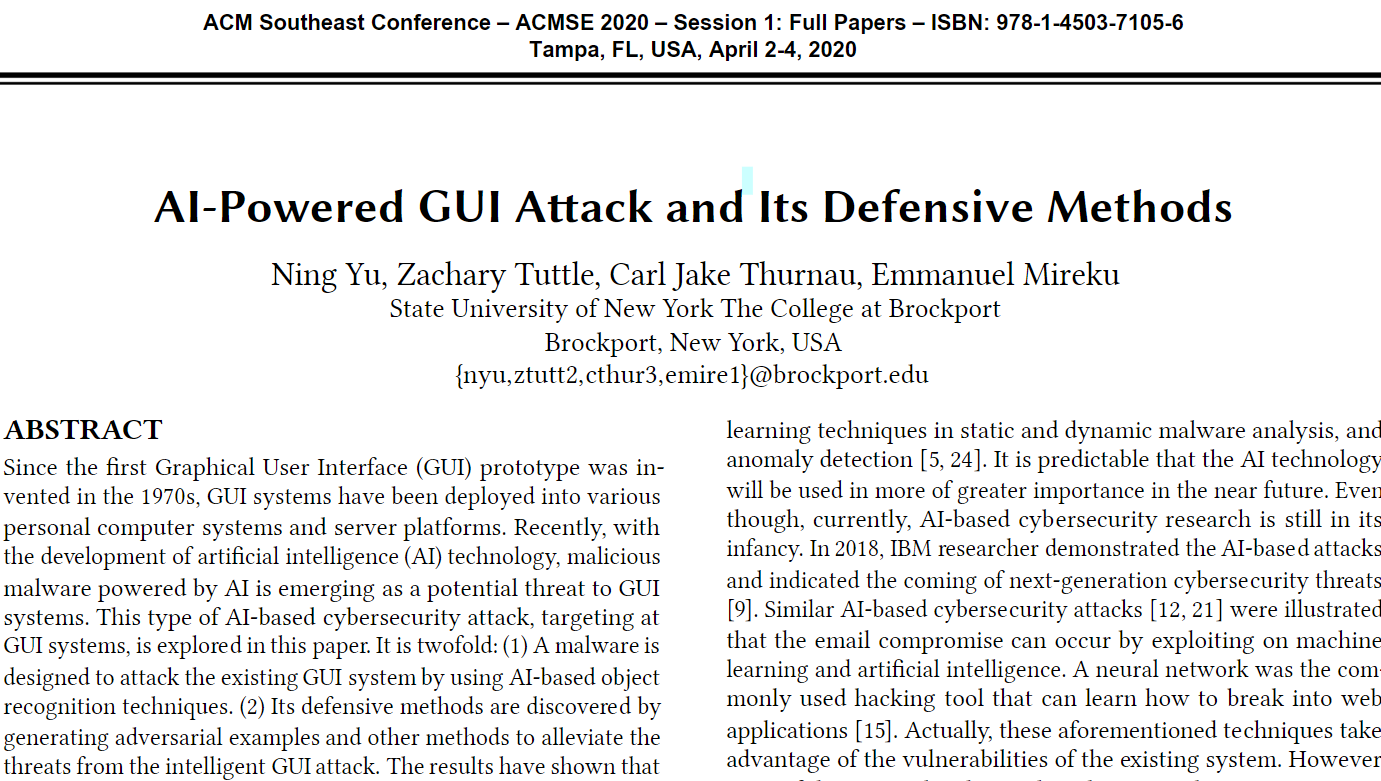 ACM Southeast Conference – ACMSE 2020 – Session 1: Full Papers – ISBN: 978-1-4503-7105-6
Tampa, FL, USA, April 2-4, 2020
AI-Powered GUI Attack and Its Defensive Methods
Ning Yu, Zachary Tuttle, Carl Jake Thurnau, Emmanuel Mireku
State University of New York The College at Brockport
Brockport, New York, USA
{nyu,ztutt2,cthur3,emire1}@brockport.edu
ABSTRACT
Since the first Graphical User Interface (GUI) prototype was in-
vented in the 1970s, GUI systems have been deployed into various
personal computer systems and server platforms. Recently, with
the development of artificial intelligence (AI) technology, malicious
malware powered by AI is emerging as a potential threat to GUI
systems. This type of AI-based cybersecurity attack, targeting at
GUI systems, is explored in this paper. It is twofold: (1) A malware is
designed to attack the existing GUI system by using AI-based object
recognition techniques. (2) Its defensive methods are discovered by
generating adversarial examples and other methods to alleviate the
threats from the intelligent GUI attack. The results have shown that
learning techniques in static and dynamic malware analysis, and
anomaly detection [5, 24]. It is predictable that the AI technology
will be used in more of greater importance in the near future. Even
though, currently, AI-based cybersecurity research is still in its
infancy. In 2018, IBM researcher demonstrated the AI-based attacks
and indicated the coming of next-generation cybersecurity threats
[9]. Similar AI-based cybersecurity attacks [12, 21] were illustrated
that the email compromise can occur by exploiting on machine
learning and artificial intelligence. A neural network was the com-
monly used hacking tool that can learn how to break into web
applications [15]. Actually, these aforementioned techniques take
advantage of the vulnerabilities of the existing system. However